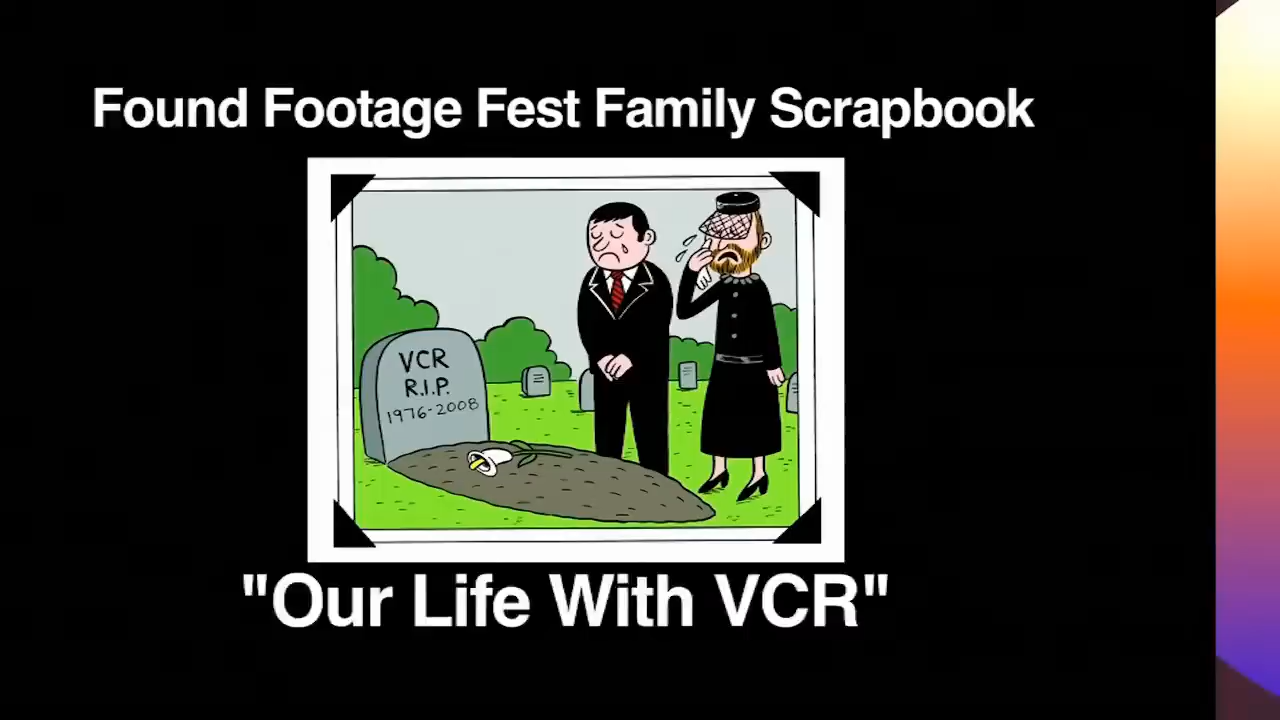 Found Footage Fest Family Scrapbook
VCR
R.I.P.
1976-2008
"Our Life With VCR"